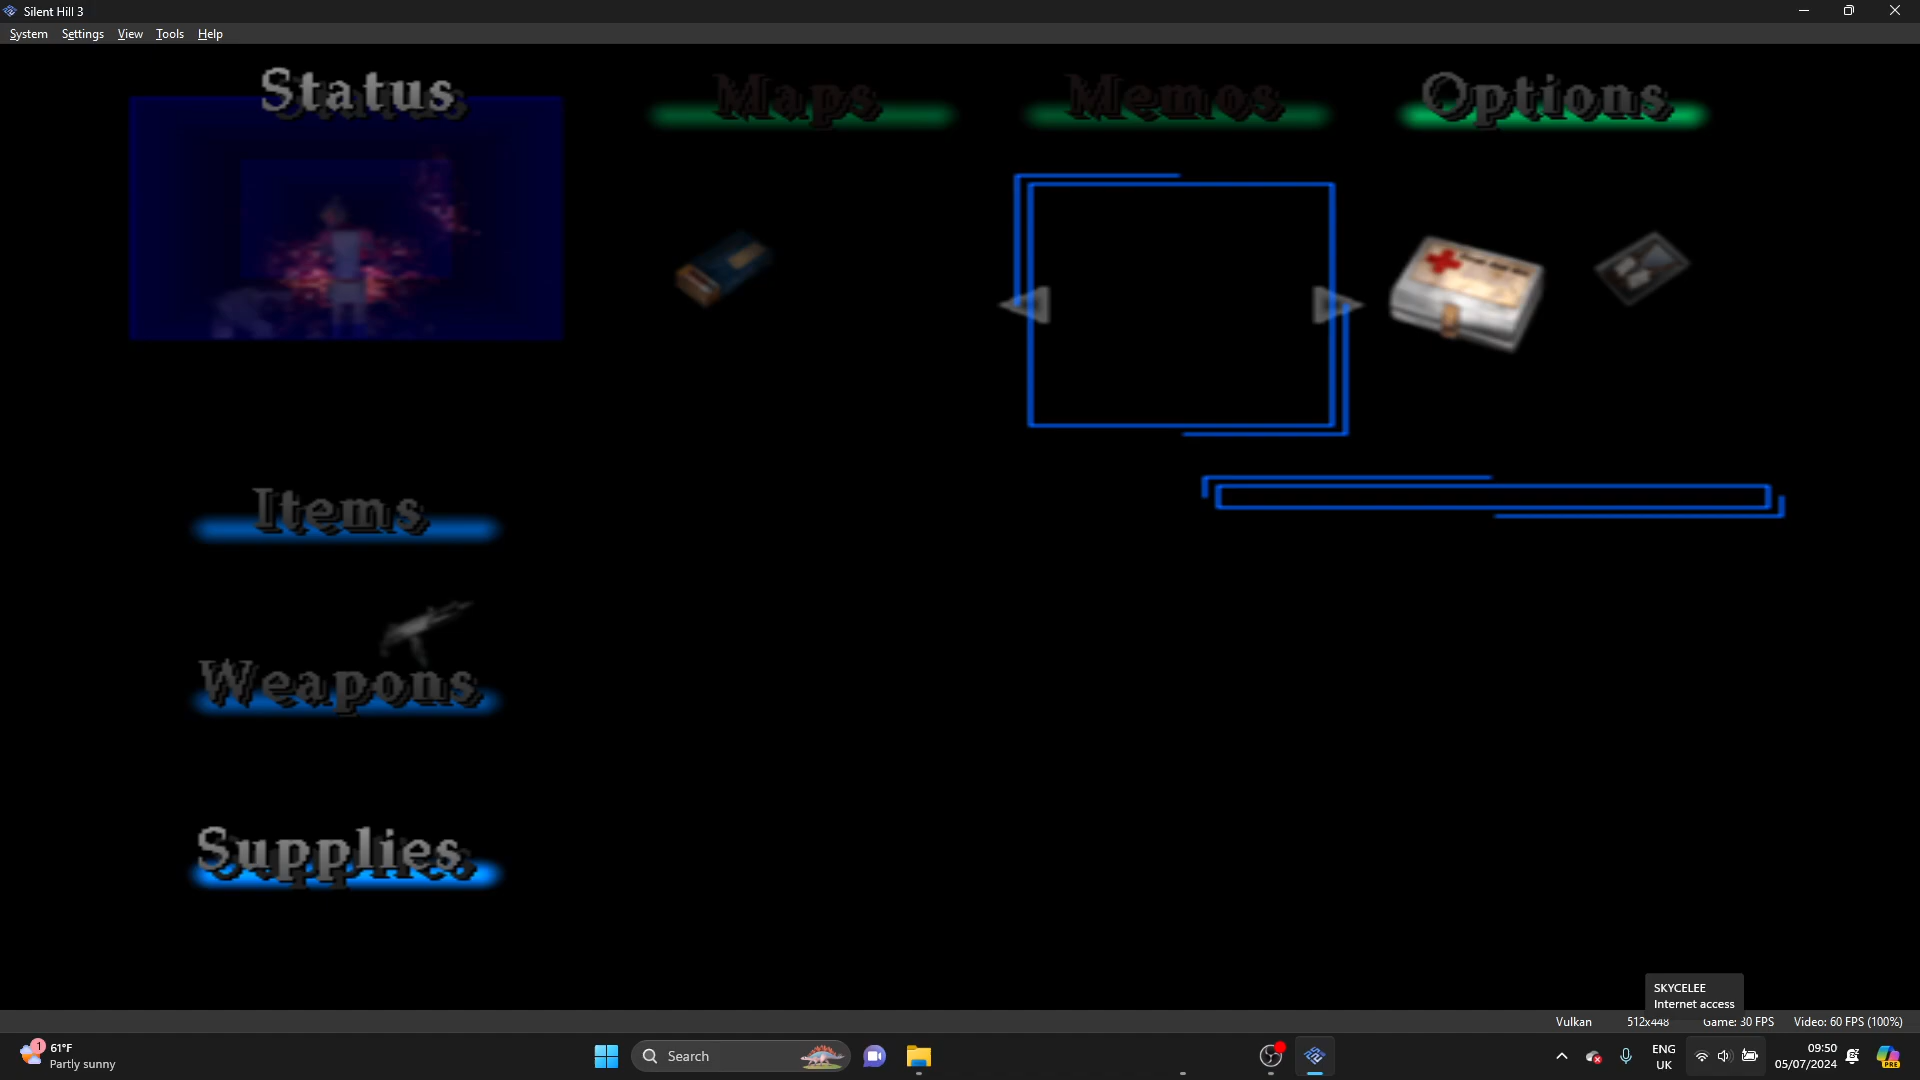 Silent Hill 3
System Settings View Tools Help
Status Maps Memos Options
Items
Weapons
Supplies
SKYCELEE
Internet access
Vulkan 512x448 Game: 30 FPS Video: 60 FPS (100%)
1
61°F
Partly sunny
Search
ENG
UK
09:50
05/07/2024
PRE